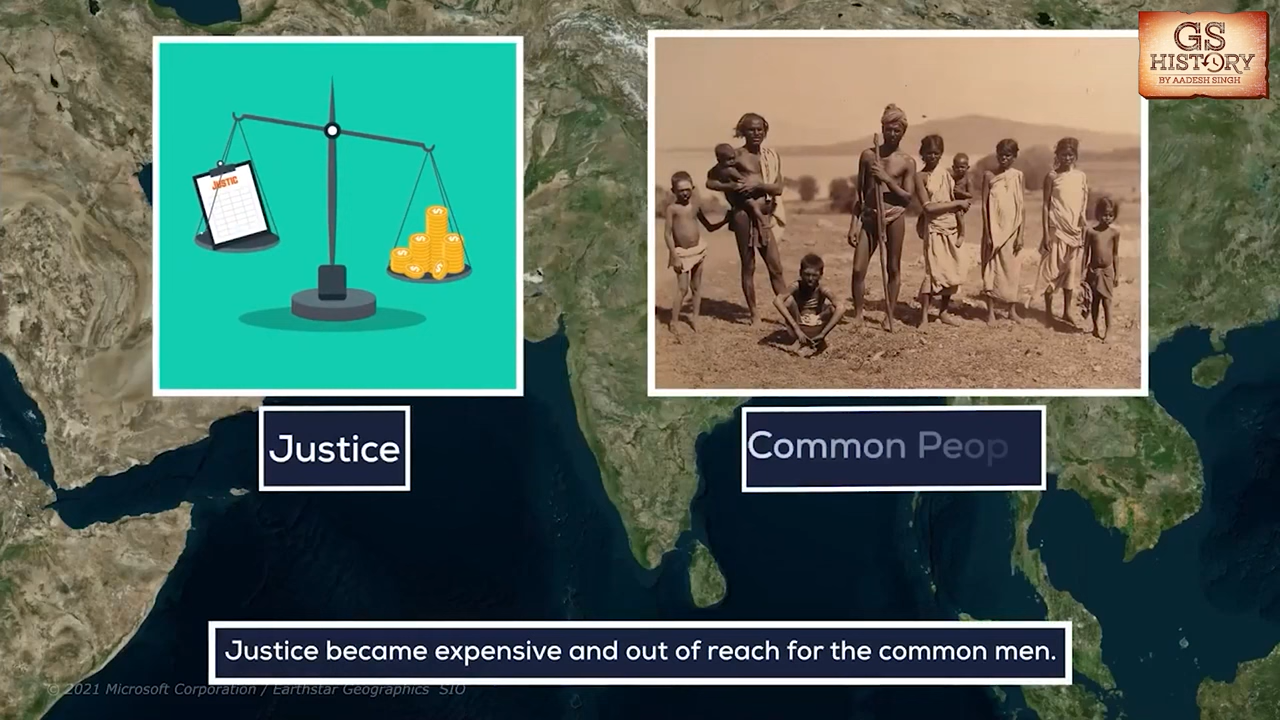 GS
HISTORY
BY AADESH SINGH
JUSTIC
Justice
Common Peop
Justice became expensive and out of reach for the common men.
© 2021 Microsoft Corporation / Earthstar Geographics SIO